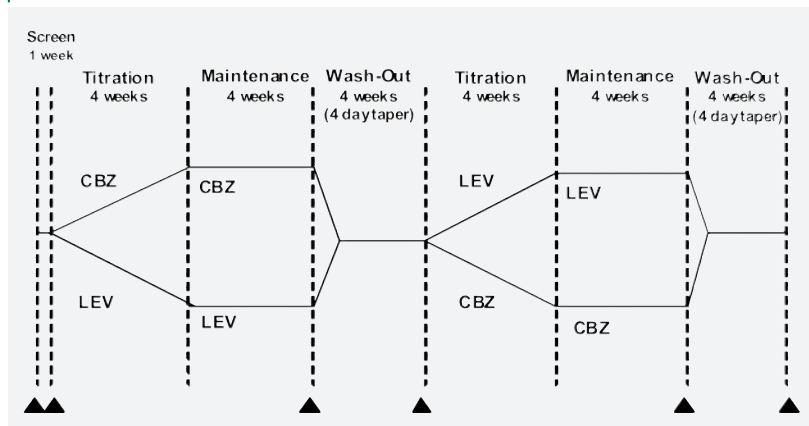 Screen
1 week
Titration
4 weeks
Maintenance
4 weeks
Wash-Out
4 weeks
(4 day taper)
Titration
4 weeks
Maintenance
4 weeks
Wash-Out
4 weeks
(4 day taper)
CBZ
CBZ
LEV
LEV
LEV
LEV
CBZ
CBZ